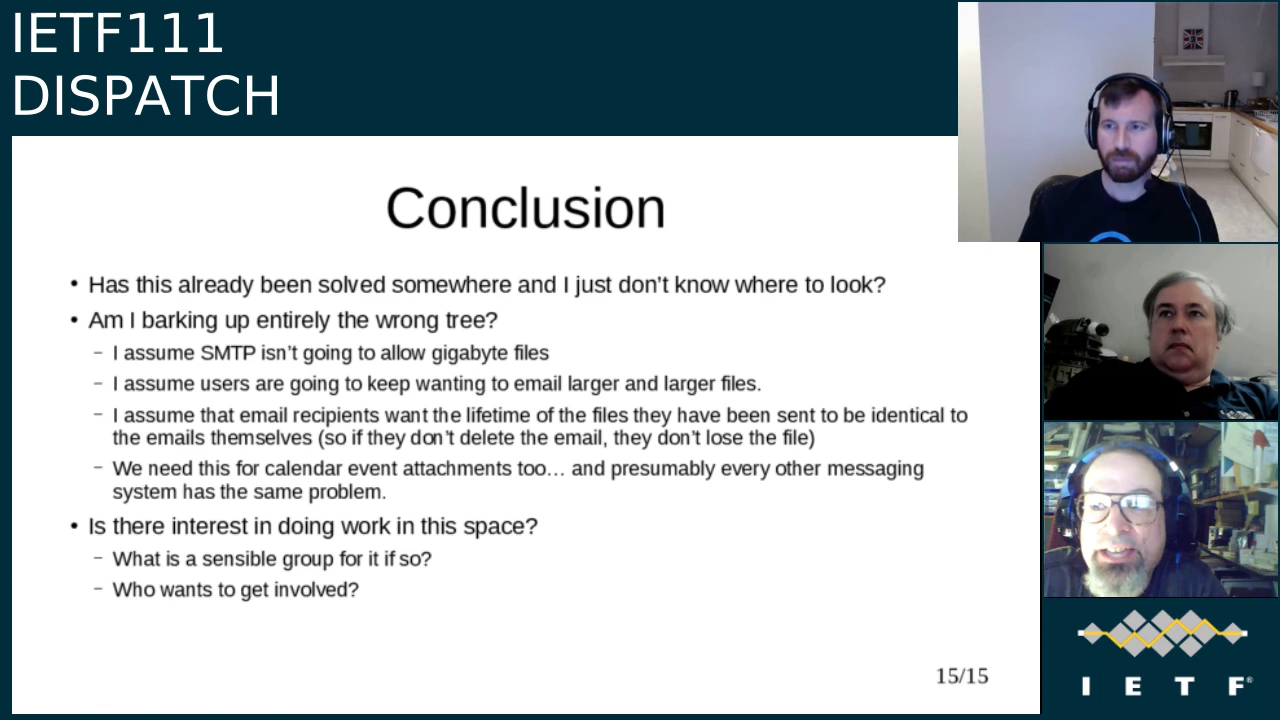 IETF111
DISPATCH
Conclusion
• Has this already been solved somewhere and I just don't know where to look?
• Am I barking up entirely the wrong tree?
– I assume SMTP isn't going to allow gigabyte files
– I assume users are going to keep wanting to email larger and larger files.
– I assume that email recipients want the lifetime of the files they have been sent to be identical to
the emails themselves (so if they don't delete the email, they don't lose the file)
– We need this for calendar event attachments too… and presumably every other messaging
system has the same problem.
• Is there interest in doing work in this space?
– What is a sensible group for it if so?
– Who wants to get involved?
15/15
I E T F®